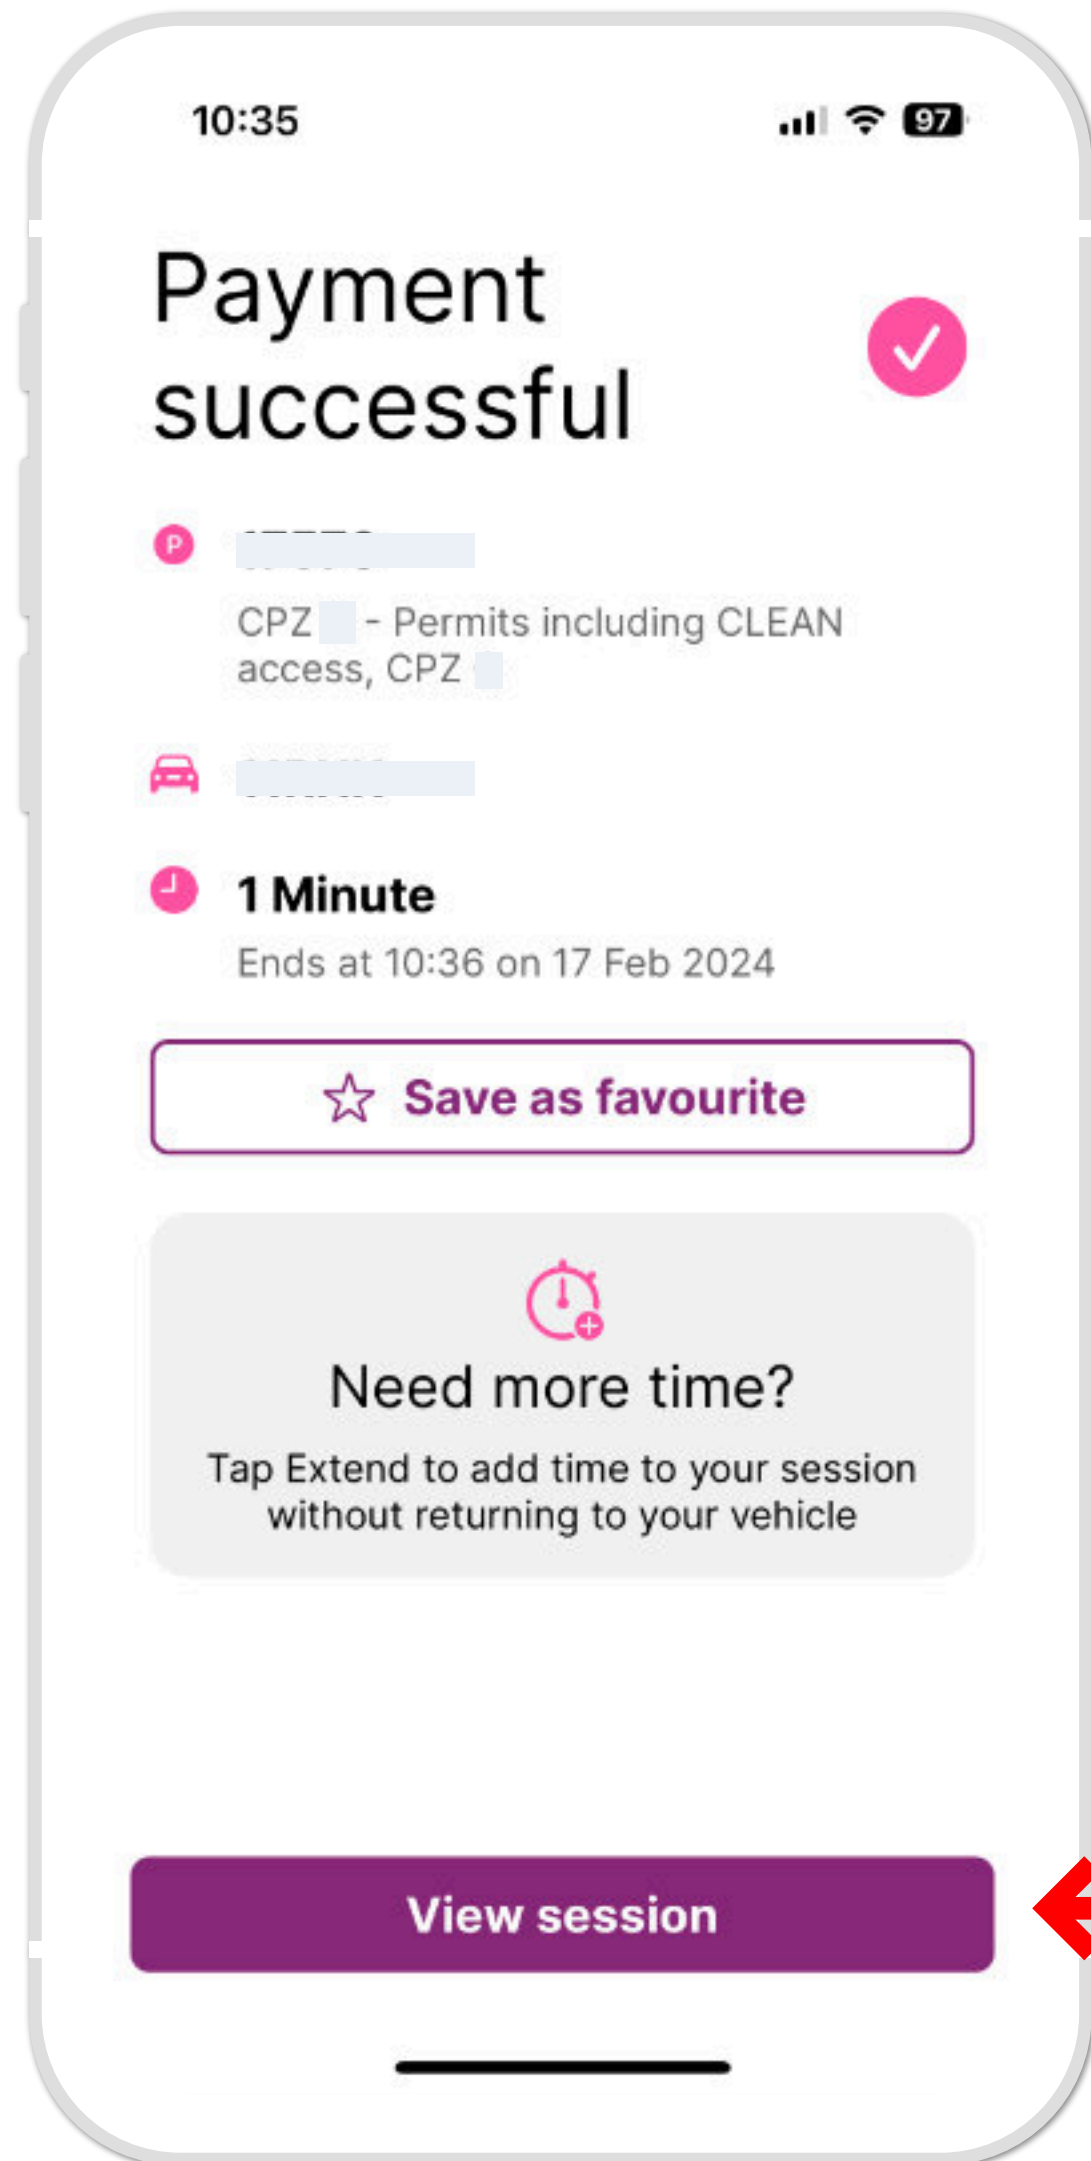 10:35
97
Payment
successful
P
CPZ - Permits including CLEAN
access, CPZ
1 Minute
Ends at 10:36 on 17 Feb 2024
Save as favourite
Need more time?
Tap Extend to add time to your session
without returning to your vehicle
View session